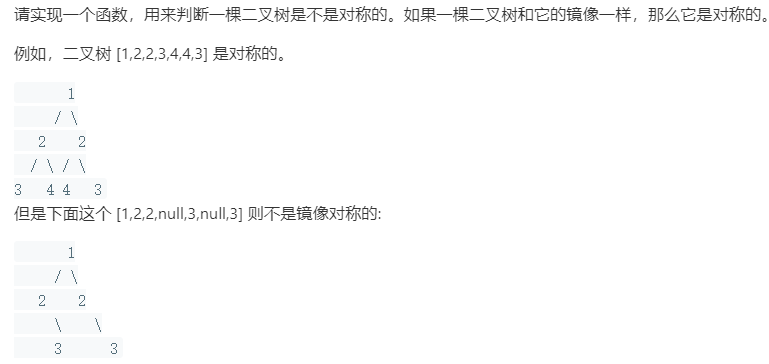 请实现一个函数，用来判断一棵二叉树是不是对称的。如果一棵二叉树和它的镜像一样，那么它是对称的。
例如，二叉树 [1,2,2,3,4,4,3] 是对称的。
1
/ \
2 2
/ \ / \
3 4 4 3
但是下面这个 [1,2,2,null,3,null,3] 则不是镜像对称的:
1
/ \
2 2
\ \
3 3